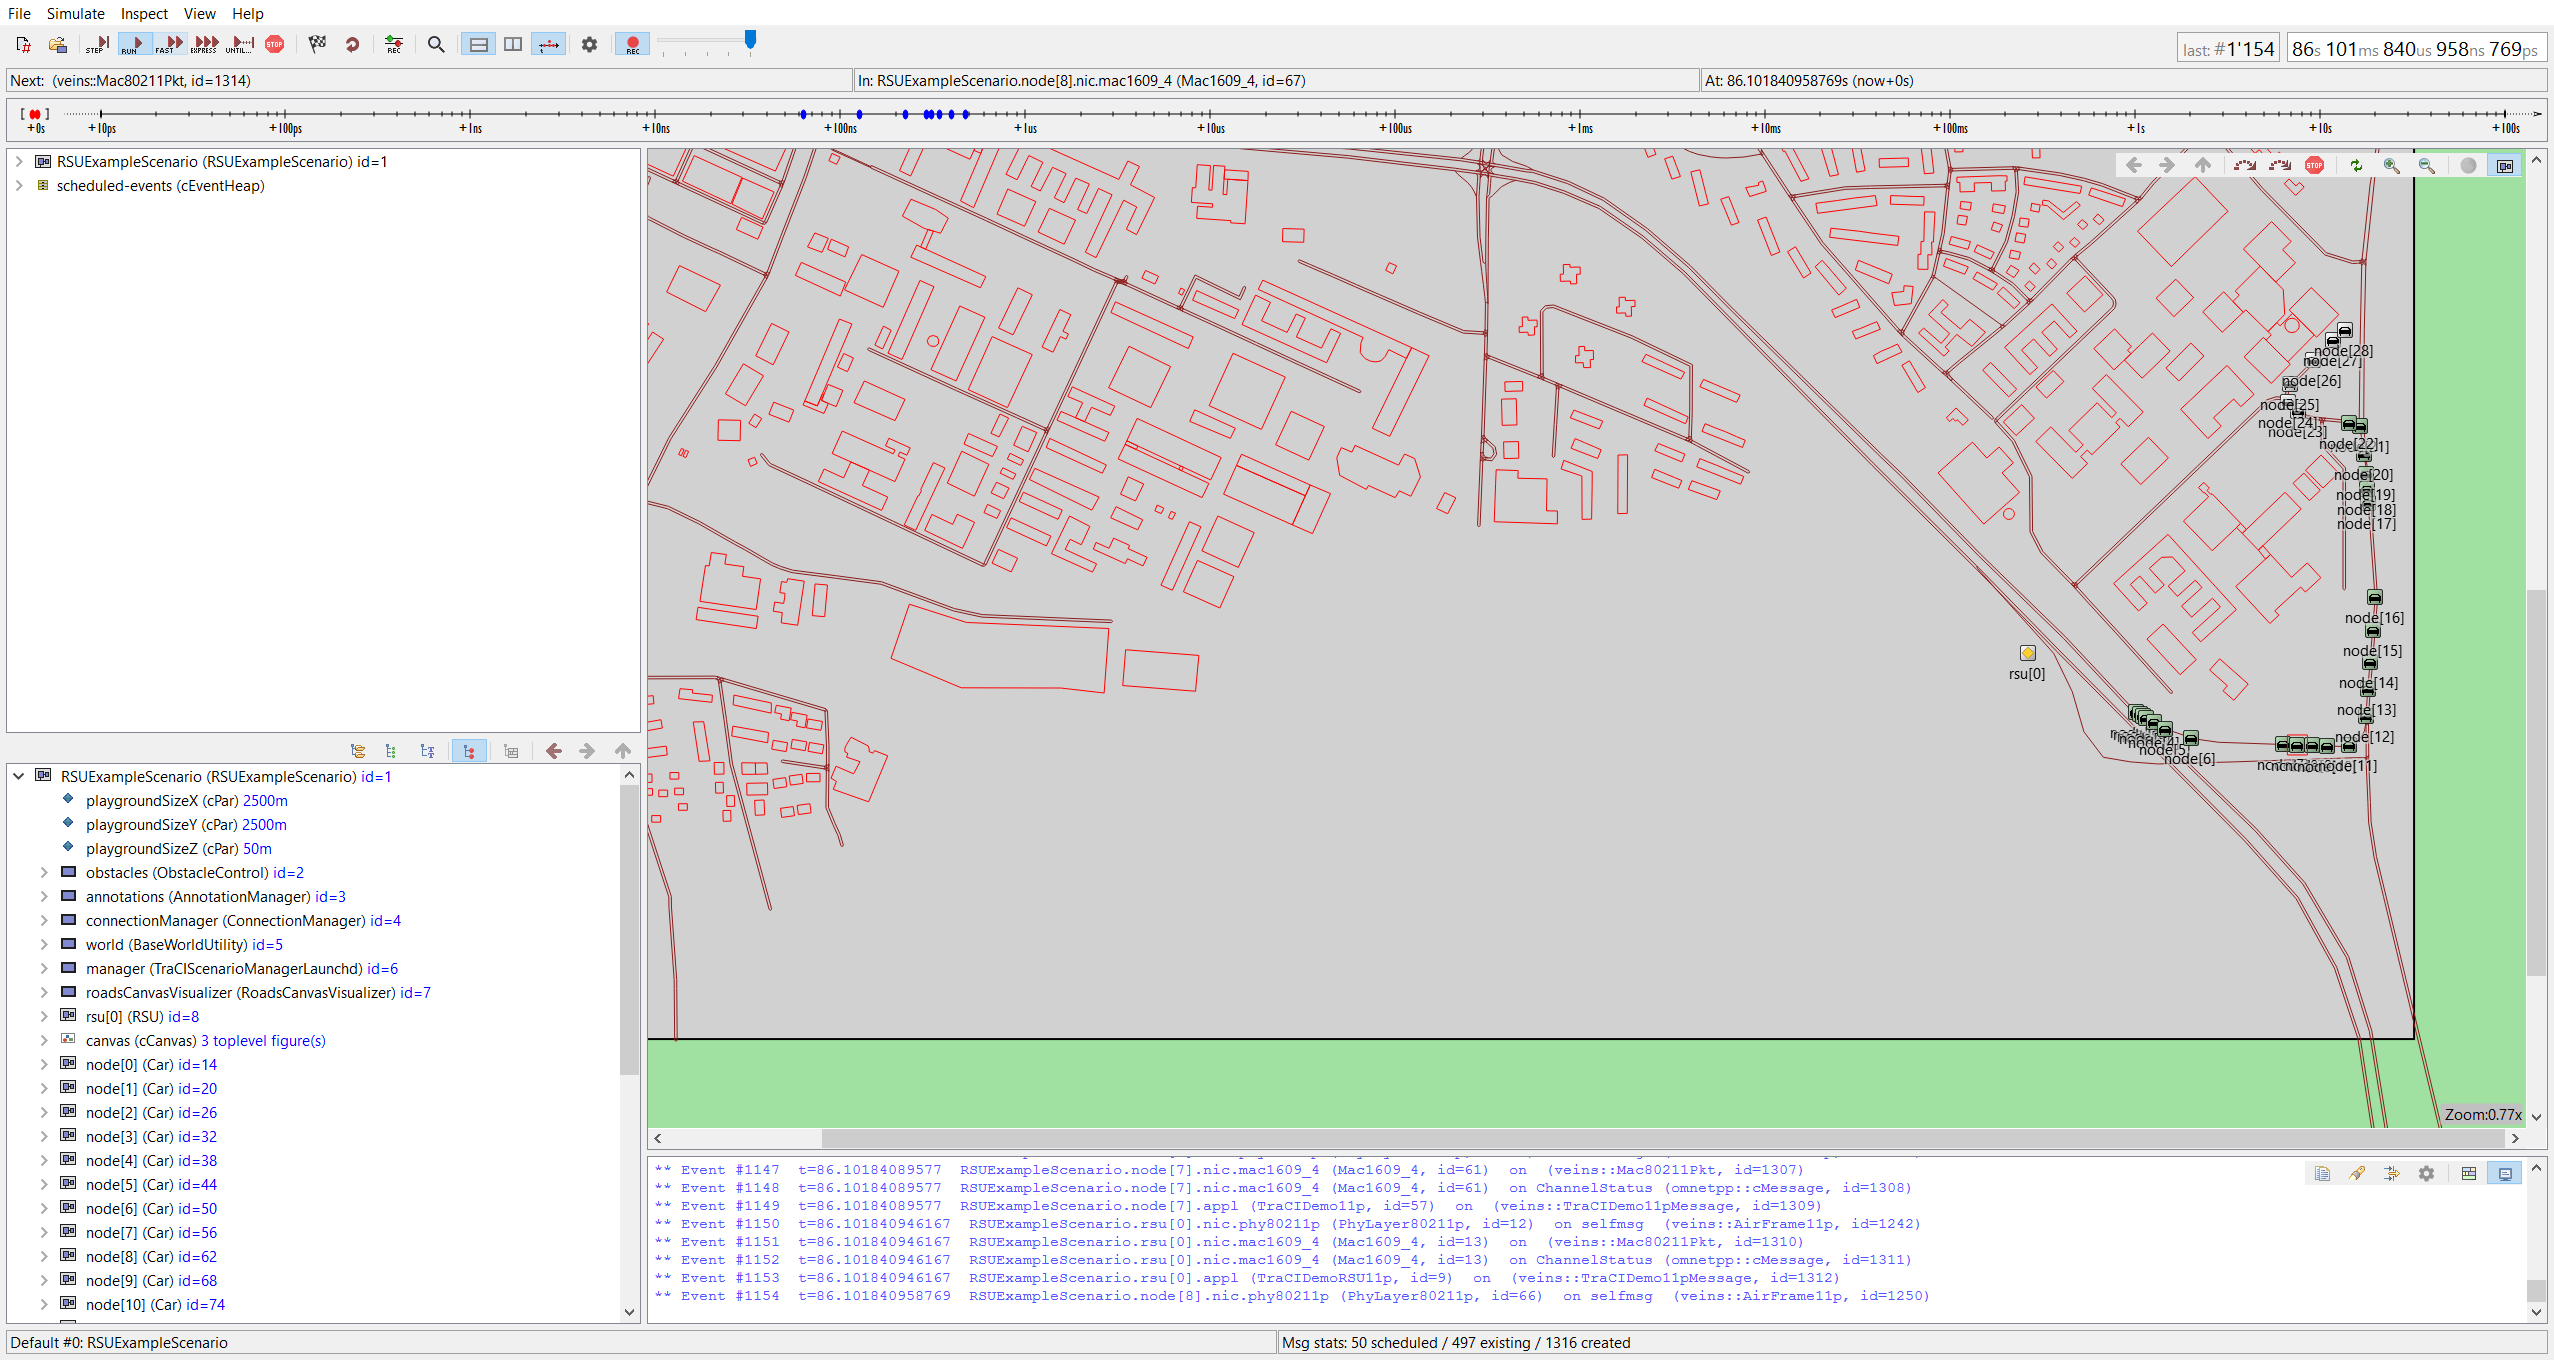 File Simulate Inspect View Help
STEP RUN FAST EXPRESS UNTIL... STOP REC REC
last: #1'154 86s 101ms 840us 958ns 769ps
Next: (veins::Mac80211Pkt, id=1314) In: RSUExampleScenario.node[8].nic.mac1609_4 (Mac1609_4, id=67) At: 86.101840958769s (now+0s)
+0s +10ps +100ps +1ns +10ns +100ns +1us +10us +100us +1ms +10ms +100ms +1s +10s +100s
RSUExampleScenario (RSUExampleScenario) id=1
scheduled-events (cEventHeap)
RSUExampleScenario (RSUExampleScenario) id=1
playgroundSizeX (cPar) 2500m
playgroundSizeY (cPar) 2500m
playgroundSizeZ (cPar) 50m
obstacles (ObstacleControl) id=2
annotations (AnnotationManager) id=3
connectionManager (ConnectionManager) id=4
world (BaseWorldUtility) id=5
manager (TraCIScenarioManagerLaunchd) id=6
roadsCanvasVisualizer (RoadsCanvasVisualizer) id=7
rsu[0] (RSU) id=8
canvas (cCanvas) 3 toplevel figure(s)
node[0] (Car) id=14
node[1] (Car) id=20
node[2] (Car) id=26
node[3] (Car) id=32
node[4] (Car) id=38
node[5] (Car) id=44
node[6] (Car) id=50
node[7] (Car) id=56
node[8] (Car) id=62
node[9] (Car) id=68
node[10] (Car) id=74
STOP
node[28]
node[27]
node[26]
node[25]
node[24]
node[23]
node[22]
node[20]
node[19]
node[18]
node[17]
node[16]
node[15]
node[14]
node[13]
node[12]
node[11]
rsu[0]
node[5]
node[6]
Zoom:0.77x
** Event #1147 t=86.10184089577 RSUExampleScenario.node[7].nic.mac1609_4 (Mac1609_4, id=61) on (veins::Mac80211Pkt, id=1307)
** Event #1148 t=86.10184089577 RSUExampleScenario.node[7].nic.mac1609_4 (Mac1609_4, id=61) on ChannelStatus (omnetpp::cMessage, id=1308)
** Event #1149 t=86.10184089577 RSUExampleScenario.node[7].appl (TraCIDemo11p, id=57) on (veins::TraCIDemo11pMessage, id=1309)
** Event #1150 t=86.101840946167 RSUExampleScenario.rsu[0].nic.phy80211p (PhyLayer80211p, id=12) on selfmsg (veins::AirFrame11p, id=1242)
** Event #1151 t=86.101840946167 RSUExampleScenario.rsu[0].nic.mac1609_4 (Mac1609_4, id=13) on (veins::Mac80211Pkt, id=1310)
** Event #1152 t=86.101840946167 RSUExampleScenario.rsu[0].nic.mac1609_4 (Mac1609_4, id=13) on ChannelStatus (omnetpp::cMessage, id=1311)
** Event #1153 t=86.101840946167 RSUExampleScenario.rsu[0].appl (TraCIDemoRSU11p, id=9) on (veins::TraCIDemo11pMessage, id=1312)
** Event #1154 t=86.101840958769 RSUExampleScenario.node[8].nic.phy80211p (PhyLayer80211p, id=66) on selfmsg (veins::AirFrame11p, id=1250)
Default #0: RSUExampleScenario Msg stats: 50 scheduled / 497 existing / 1316 created